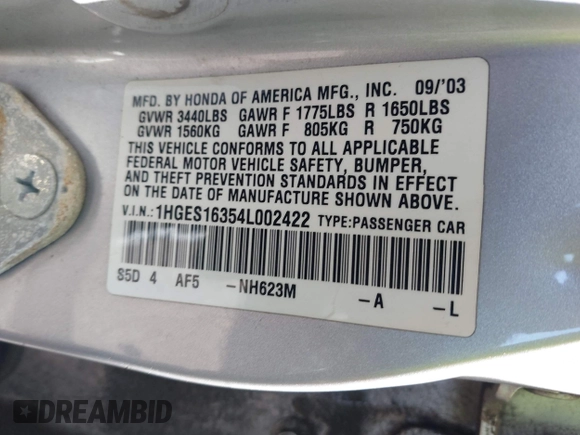 MFD. BY HONDA OF AMERICA MFG., INC. 09/'03
GVWR 3440LBS GAWR F 1775LBS R 1650LBS
GVWR 1560KG GAWR F 805KG R 750KG
THIS VEHICLE CONFORMS TO ALL APPLICABLE
FEDERAL MOTOR VEHICLE SAFETY, BUMPER,
AND THEFT PREVENTION STANDARDS IN EFFECT
ON THE DATE OF MANUFACTURE SHOWN ABOVE.
V.I.N.: 1HGES16354L002422 TYPE:PASSENGER CAR
S5D 4 AF5 -NH623M -A -L
DREAMBID